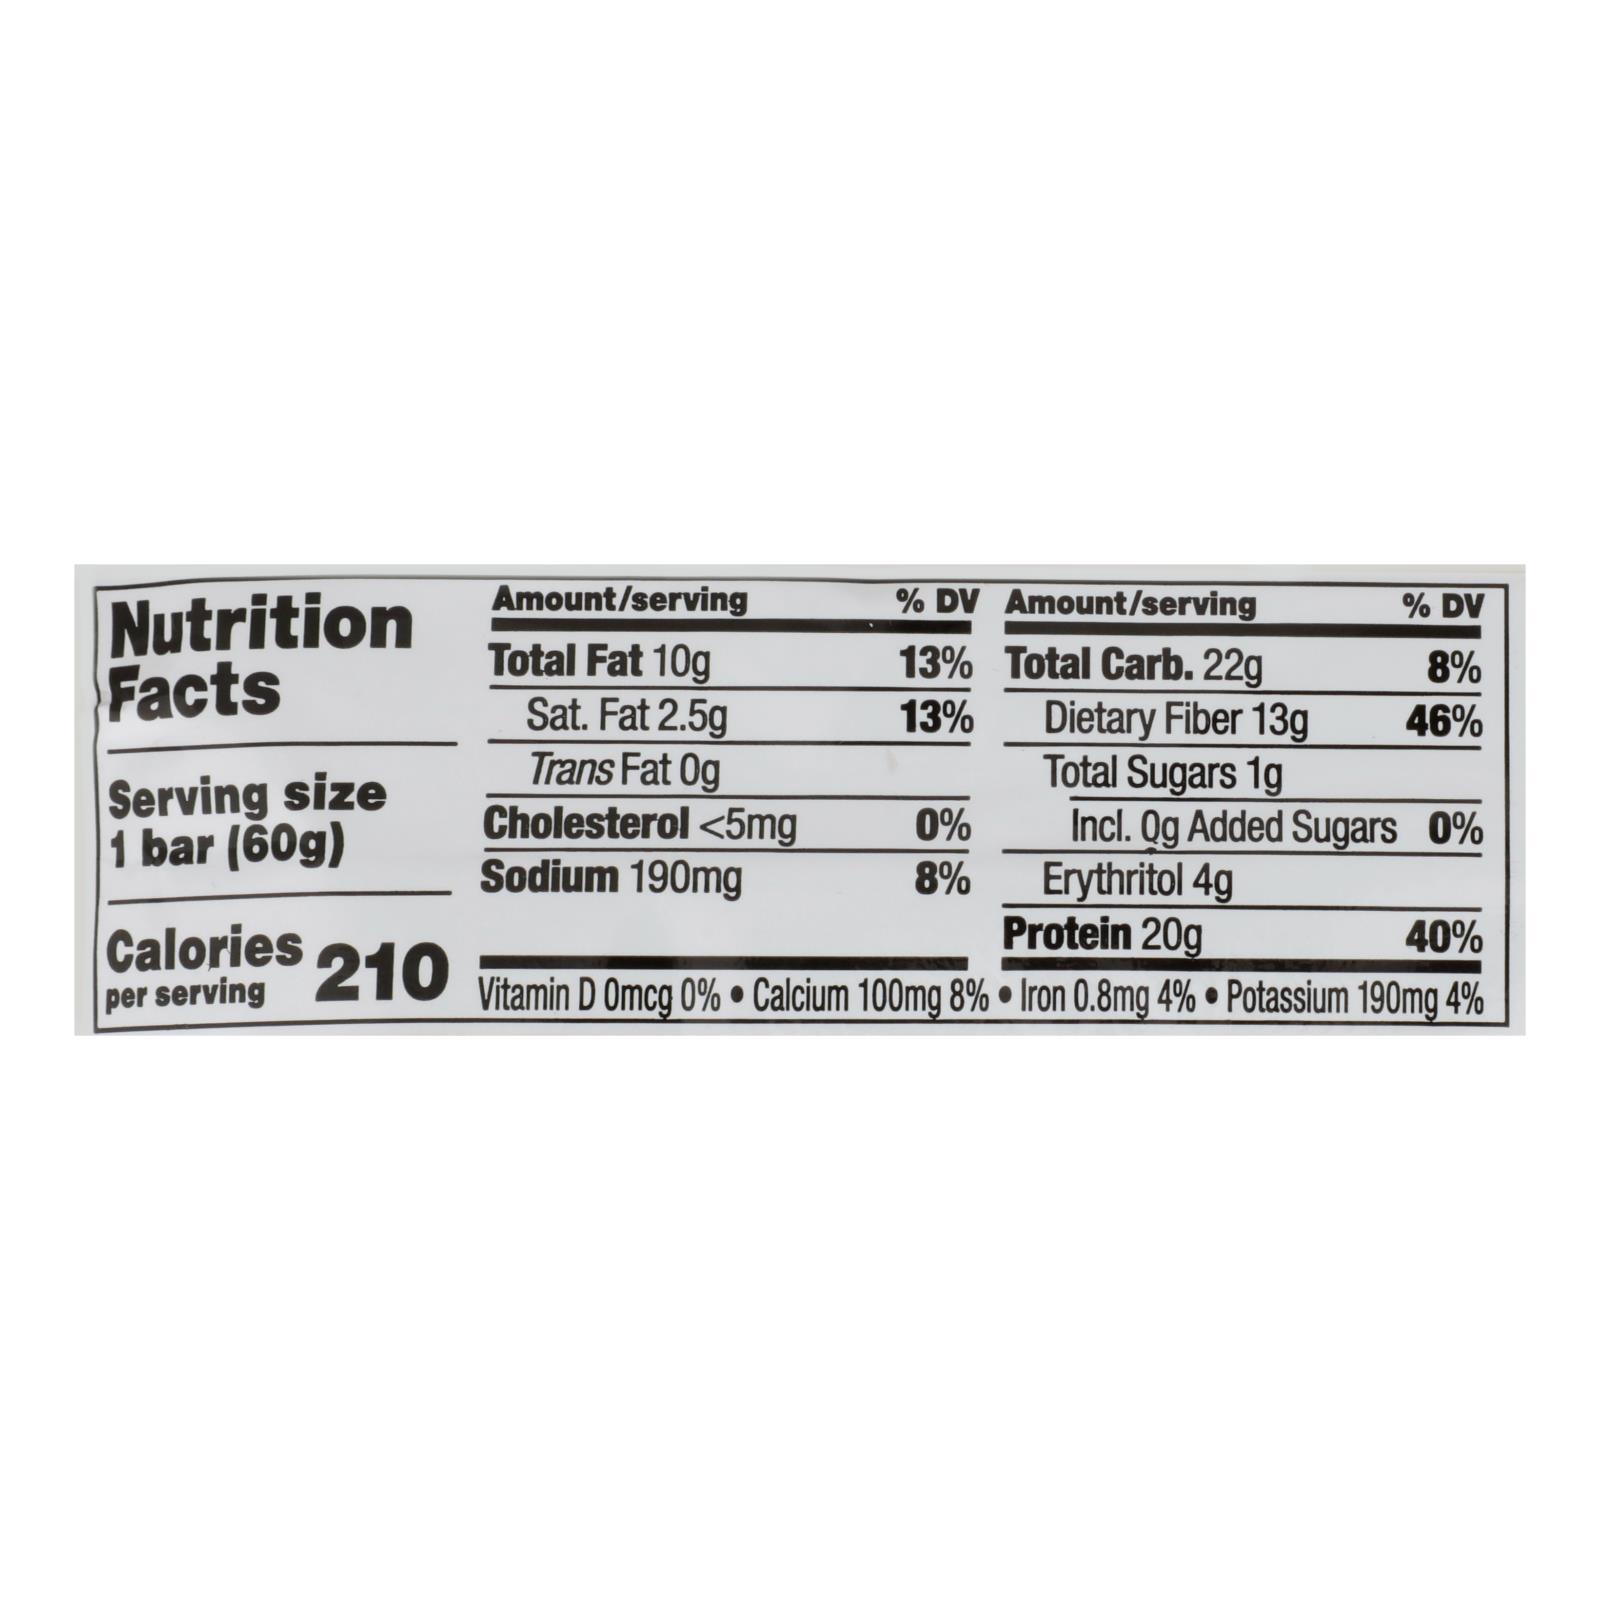 Nutrition
Facts
Serving size
1 bar (60g)
Calories 210
per serving
Amount/serving % DV
Total Fat 10g 13%
Sat. Fat 2.5g 13%
Trans Fat 0g
Cholesterol <5mg 0%
Sodium 190mg 8%
Amount/serving % DV
Total Carb. 22g 8%
Dietary Fiber 13g 46%
Total Sugars 1g
Incl. 0g Added Sugars 0%
Erythritol 4g
Protein 20g 40%
Vitamin D 0mcg 0% • Calcium 100mg 8% • Iron 0.8mg 4% • Potassium 190mg 4%